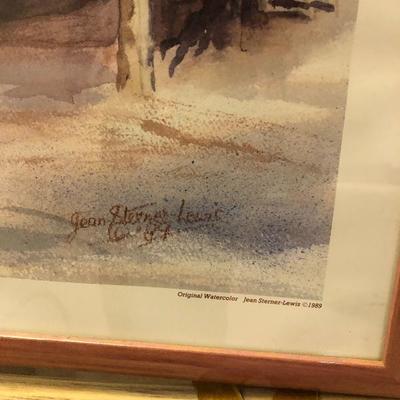 Jean Sterner-Lewis
Original Watercolor Jean Sterner-Lewis ©1989